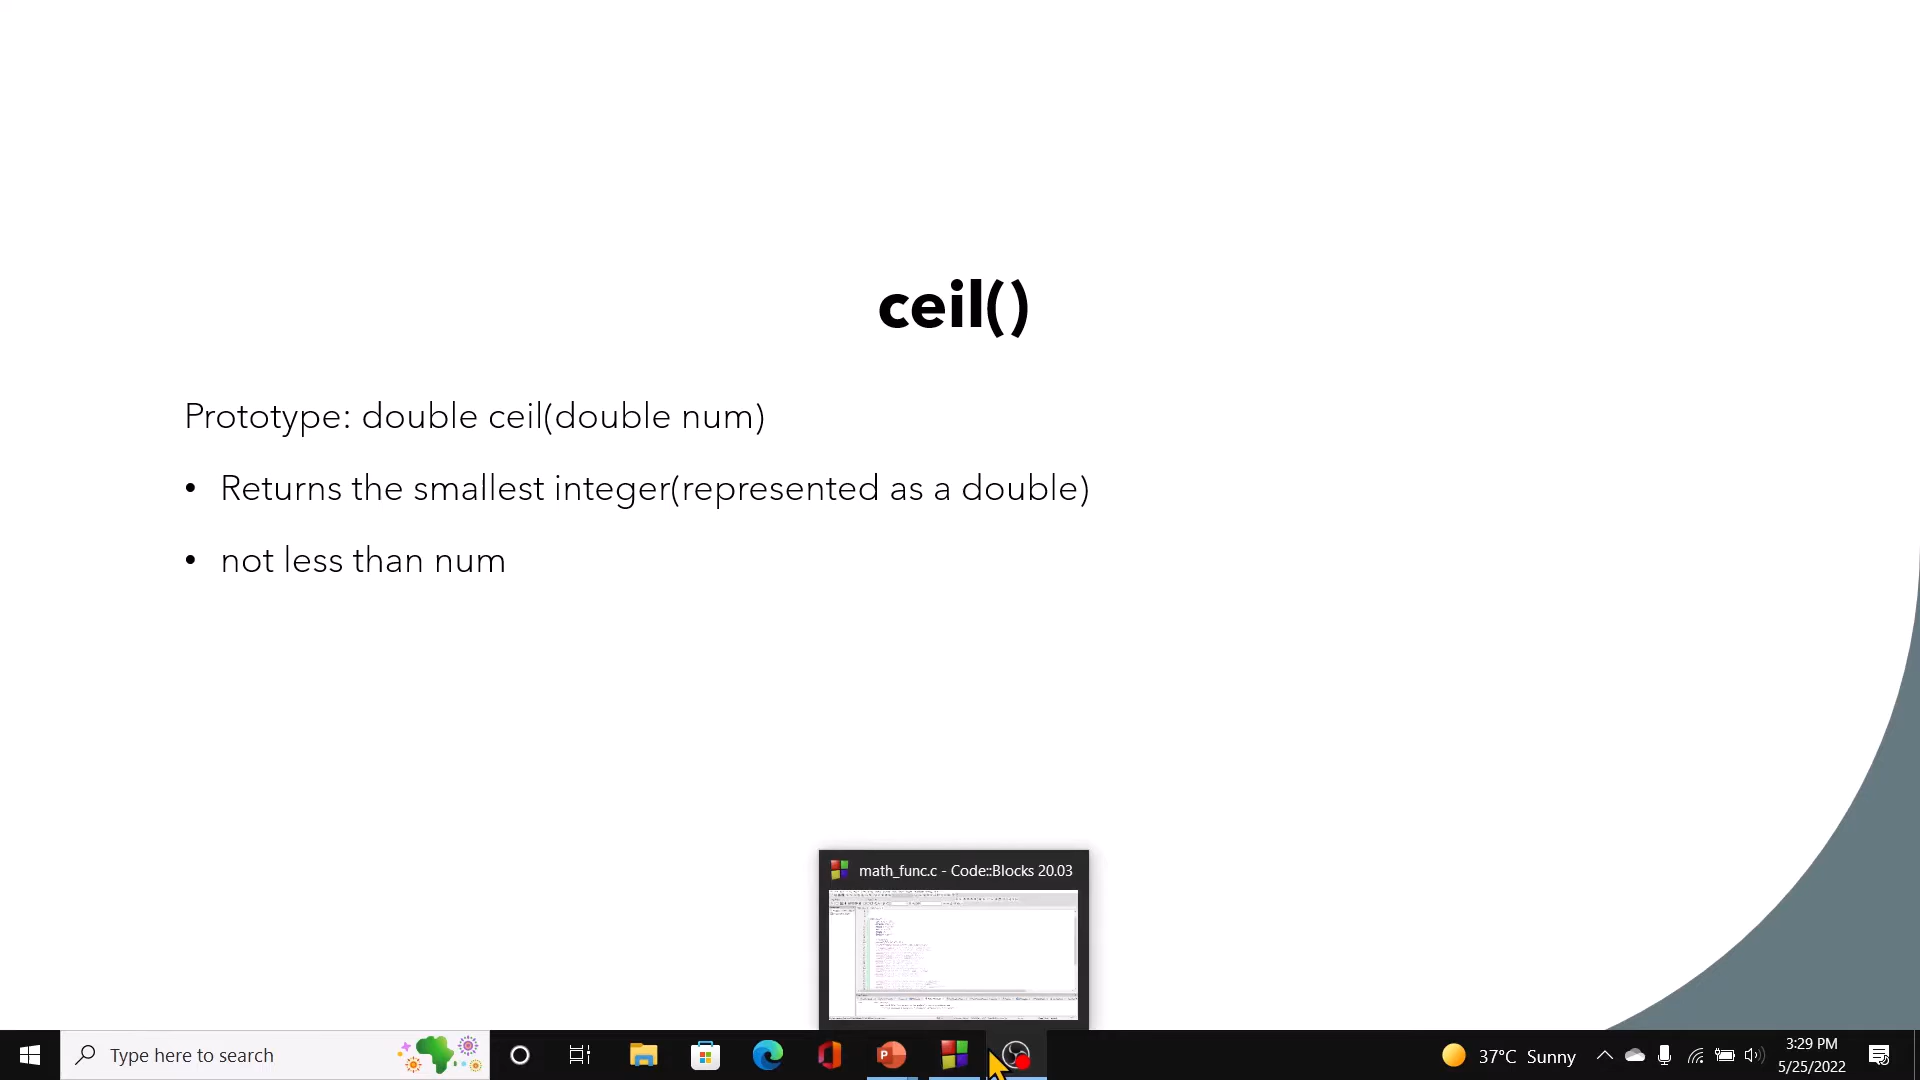 ceil()
Prototype: double ceil(double num)
• Returns the smallest integer(represented as a double)
• not less than num
math_func.c - Code::Blocks 20.03
Type here to search
37°C Sunny
3:29 PM
5/25/2022